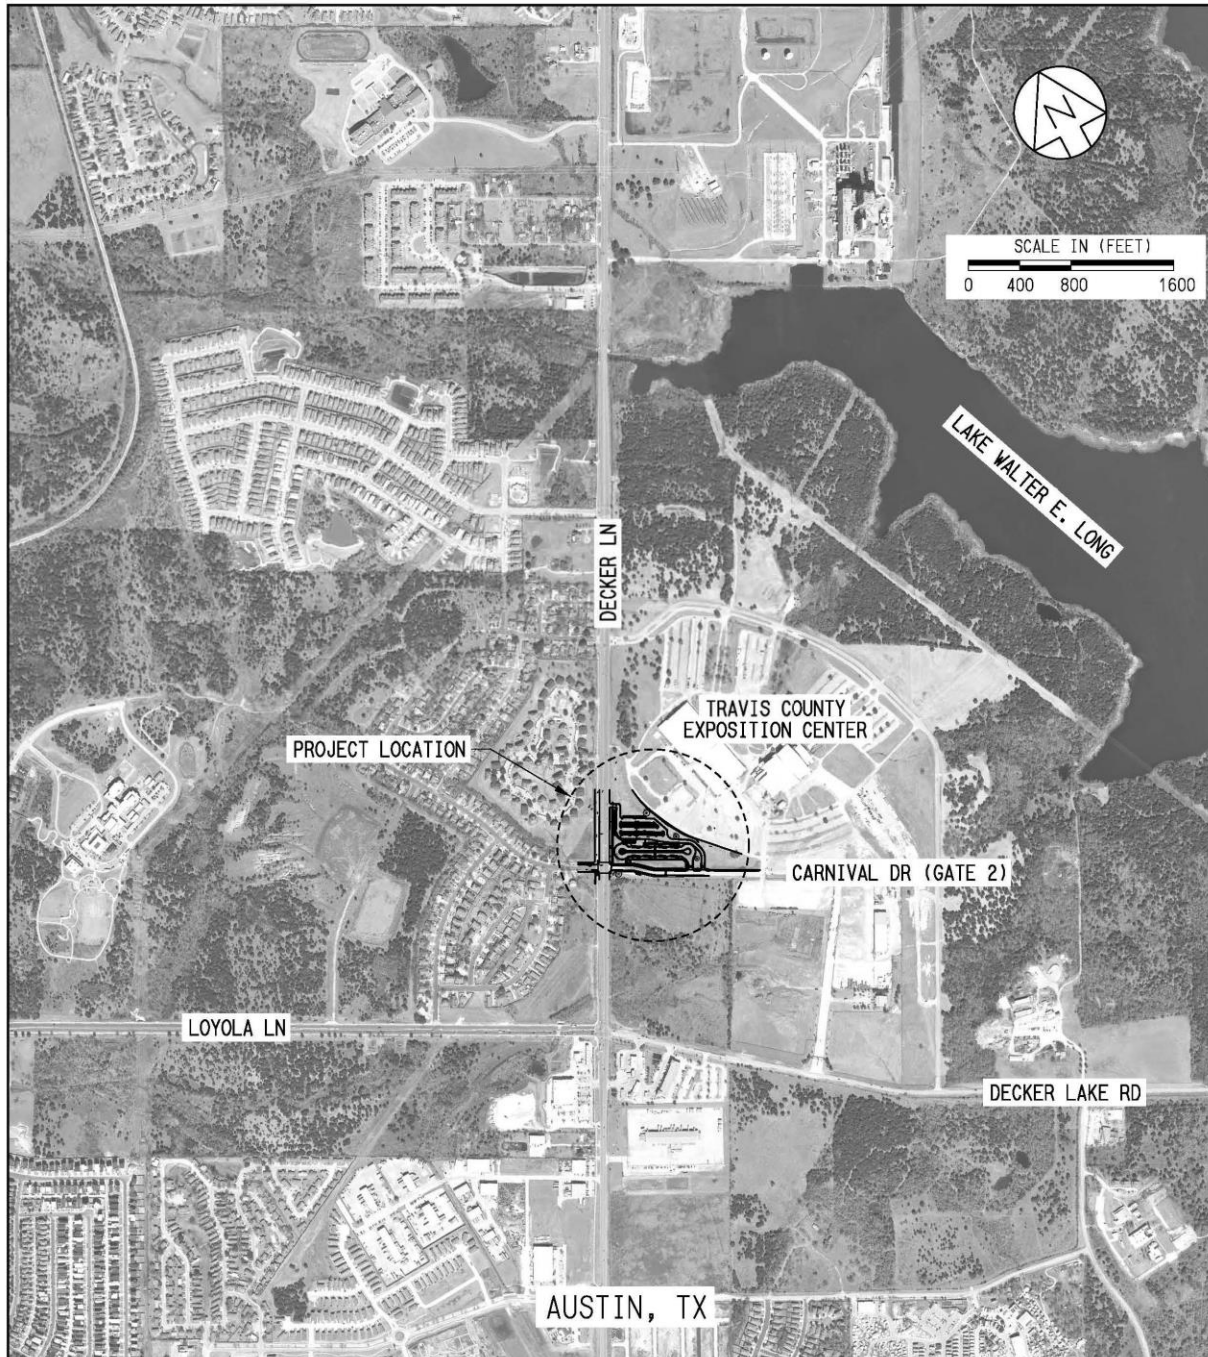 N
SCALE IN (FEET)
0 400 800 1600
LAKE WALTER E. LONG
DECKER LN
TRAVIS COUNTY
EXPOSITION CENTER
PROJECT LOCATION
CARNIVAL DR (GATE 2)
LOYOLA LN
DECKER LAKE RD
AUSTIN, TX